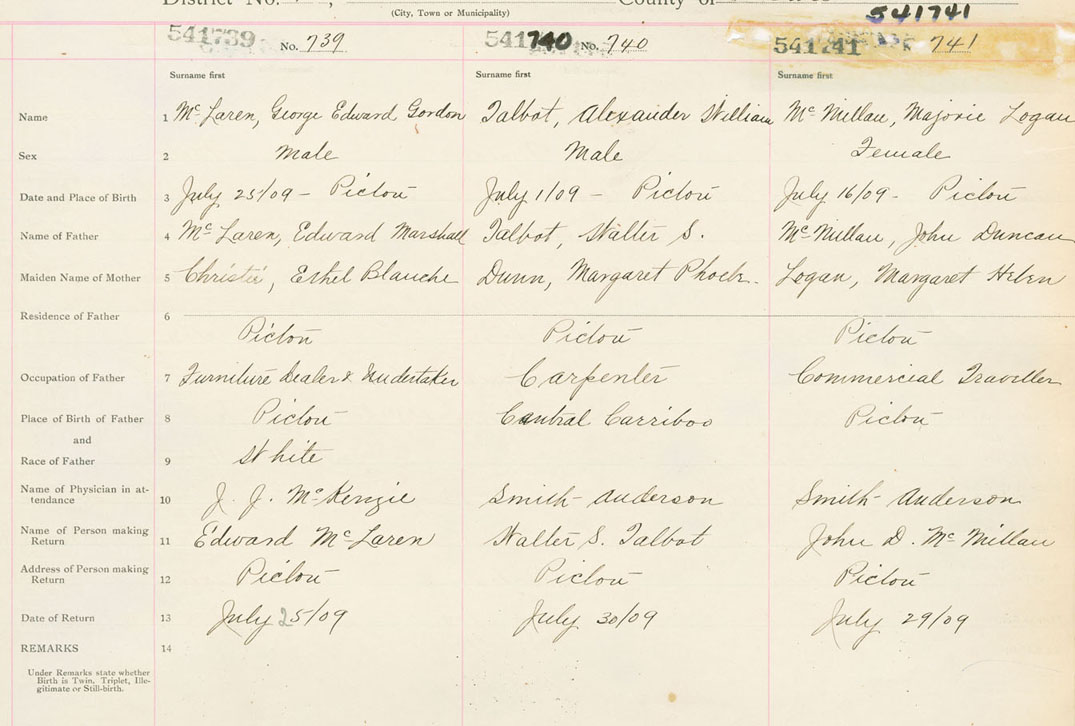 District No.
County of
(City, Town or Municipality)
541741
541739 No. 739
541740 No. 740
541741 741
Surname first Surname first Surname first
Name 1 McLaren, George Edward Gordon Talbot, Alexander William McMillan, Marjorie Logan
Sex 2 Male Male Female
Date and Place of Birth 3 July 25/09 - Pictou July 1/09 - Pictou July 16/09 - Pictou
Name of Father 4 McLaren, Edward Marshall Talbot, Walter S. McMillan, John Duncan
Maiden Name of Mother 5 Christie, Ethel Blanche Dunn, Margaret Phoebe. Logan, Margaret Helen
Residence of Father 6
Pictou Pictou Pictou
Occupation of Father 7 Furniture Dealer & Undertaker Carpenter Commercial Traveller
Place of Birth of Father 8 Pictou Central Carriboo Pictou
and
Race of Father 9 White
Name of Physician in at-
tendance 10 J. J. McKenzie Smith Anderson Smith Anderson
Name of Person making
Return 11 Edward McLaren Walter S. Talbot John D. McMillan
Address of Person making
Return 12 Pictou Pictou Pictou
Date of Return 13 July 25/09 July 30/09 July 29/09
REMARKS 14
Under Remarks state whether
Birth is Twin, Triplet, Ille-
gitimate or Still-birth.